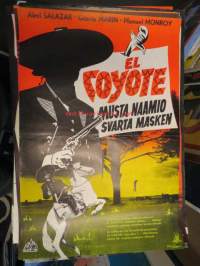 Abel SALAZAR - Gloria MARIN - Manuel MONROY
EL
COYOTE
MUSTA NAAMIO
SVARTA MASKEN